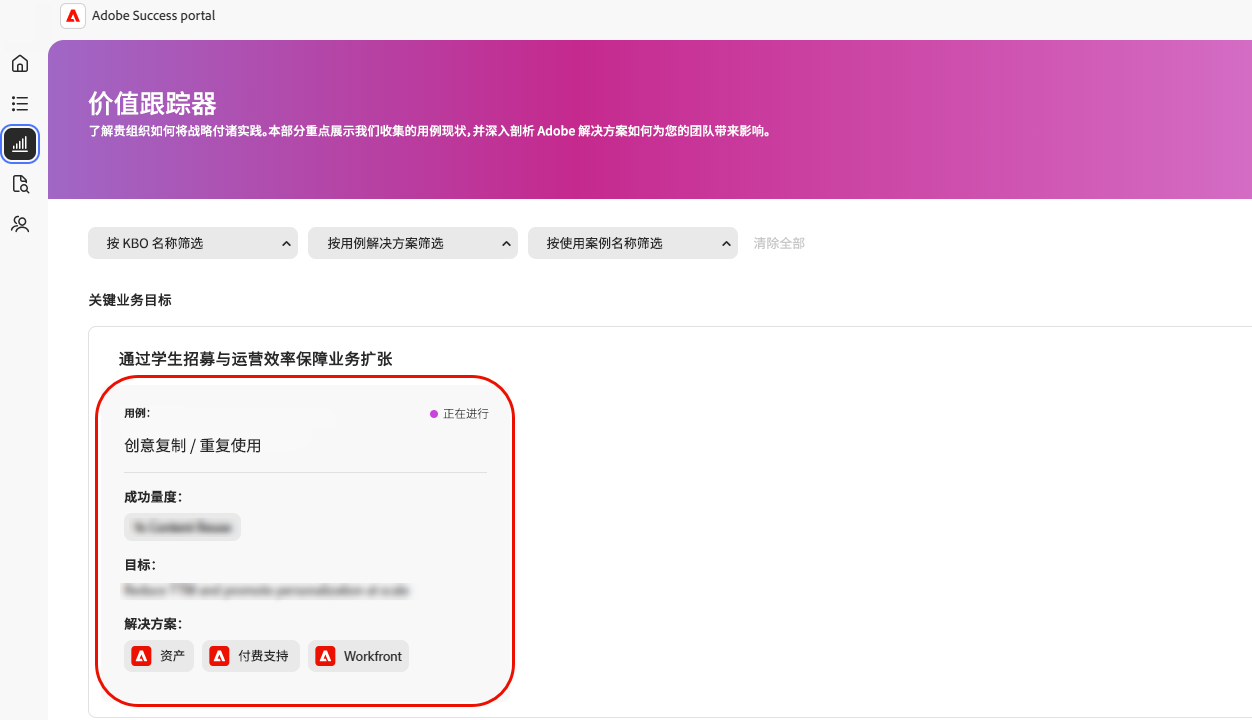 Adobe Success portal
价值跟踪器
了解贵组织如何将战略付诸实践。本部分重点展示我们收集的用例现状，并深入剖析 Adobe 解决方案如何为您的团队带来影响。
按 KBO 名称筛选 按用例解决方案筛选 按使用案例名称筛选 清除全部
关键业务目标
通过学生招募与运营效率保障业务扩张
用例： 正在进行
创意复制 / 重复使用
成功量度：
目标：
解决方案：
资产 付费支持 Workfront